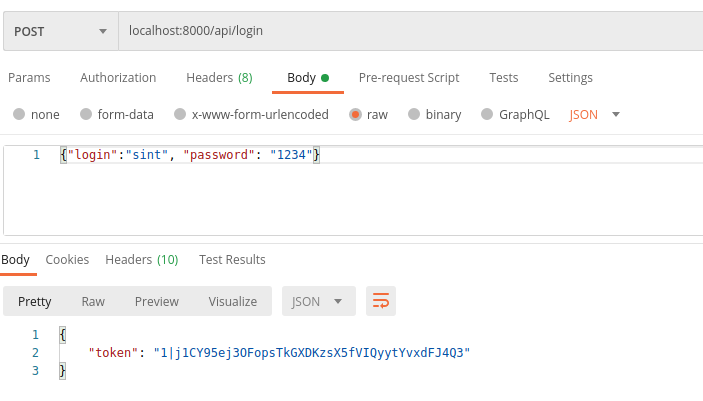 POST localhost:8000/api/login
Params Authorization Headers (8) Body Pre-request Script Tests Settings
none form-data x-www-form-urlencoded raw binary GraphQL JSON
1 {"login":"sint", "password": "1234"}
Body Cookies Headers (10) Test Results
Pretty Raw Preview Visualize JSON
1 {
2 "token": "1|j1CY95ej3OFopsTkGXDKzsX5fVIQyytYvxdFJ4Q3"
3 }